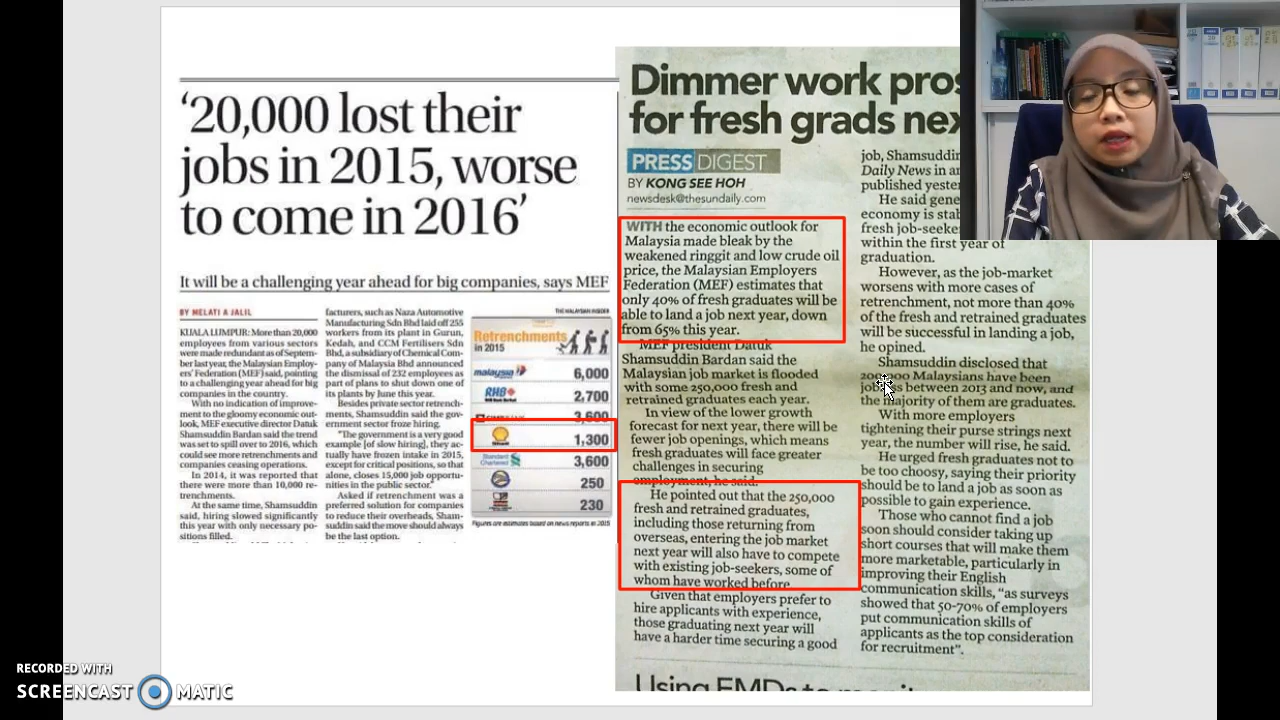 '20,000 lost their
jobs in 2015, worse
to come in 2016'
It will be a challenging year ahead for big companies, says MEF
BY MELATI A JALIL
KUALA LUMPUR: More than 20,000
employees from various sectors
were made redundant as of Septem-
ber last year, the Malaysian Employ-
ers' Federation (MEF) said, pointing
to a challenging year ahead for big
companies in the country.
With no indication of improve-
ment to the gloomy economic out-
look, MEF executive director Datuk
Shamsuddin Bardan said the trend
was set to spill over to 2016, which
could see more retrenchments and
companies ceasing operations.
In 2014, it was reported that
there were more than 10,000 re-
trenchments.
At the same time, Shamsuddin
said, hiring slowed significantly
this year with only necessary po-
sitions filled.
facturers, such as Naza Automotive
Manufacturing Sdn Bhd laid off 255
workers from its plant in Gurun,
Kedah, and CCM Fertilisers Sdn
Bhd, a subsidiary of Chemical Com-
pany of Malaysia Bhd announced
the dismissal of 232 employees as
part of plans to shut down one of
its plants by June this year.
Besides private sector retrench-
ments, Shamsuddin said the gov-
ernment sector froze hiring.
"The government is a very good
example [of slow hiring], they ac-
tually have frozen intake in 2015,
except for critical positions, so that
alone, closes 15,000 job opportu-
nities in the public sector."
Asked if retrenchment was a
preferred solution for companies
to reduce their overheads, Sham-
suddin said the move should always
be the last option.
THE MALAYSIAN INSIDER
Retrenchments
in 2015
malaysia 6,000
RHB 2,700
3,600
1,300
Standard Chartered 3,600
250
230
Figures are estimates based on news reports in 2015
Dimmer work pros
for fresh grads nex
PRESS DIGEST
BY KONG SEE HOH
newsdesk@thesundaily.com
WITH the economic outlook for
Malaysia made bleak by the
weakened ringgit and low crude oil
price, the Malaysian Employers
Federation (MEF) estimates that
only 40% of fresh graduates will be
able to land a job next year, down
from 65% this year.
MEF president Datuk
Shamsuddin Bardan said the
Malaysian job market is flooded
with some 250,000 fresh and
retrained graduates each year.
In view of the lower growth
forecast for next year, there will be
fewer job openings, which means
fresh graduates will face greater
challenges in securing
employment, he said.
He pointed out that the 250,000
fresh and retrained graduates,
including those returning from
overseas, entering the job market
next year will also have to compete
with existing job-seekers, some of
whom have worked before.
Given that employers prefer to
hire applicants with experience,
those graduating next year will
have a harder time securing a good
job, Shamsuddin
Daily News in an
published yester
He said gene
economy is stab
fresh job-seeker
within the first year of
graduation.
However, as the job-market
worsens with more cases of
retrenchment, not more than 40%
of the fresh and retrained graduates
will be successful in landing a job,
he opined.
Shamsuddin disclosed that
Malaysians have been
between 2013 and now, and
the majority of them are graduates.
With more employers
tightening their purse strings next
year, the number will rise, he said.
He urged fresh graduates not to
be too choosy, saying their priority
should be to land a job as soon as
possible to gain experience.
Those who cannot find a job
soon should consider taking up
short courses that will make them
more marketable, particularly in
improving their English
communication skills, "as surveys
showed that 50-70% of employers
put communication skills of
applicants as the top consideration
for recruitment".
RECORDED WITH
SCREENCAST MATIC